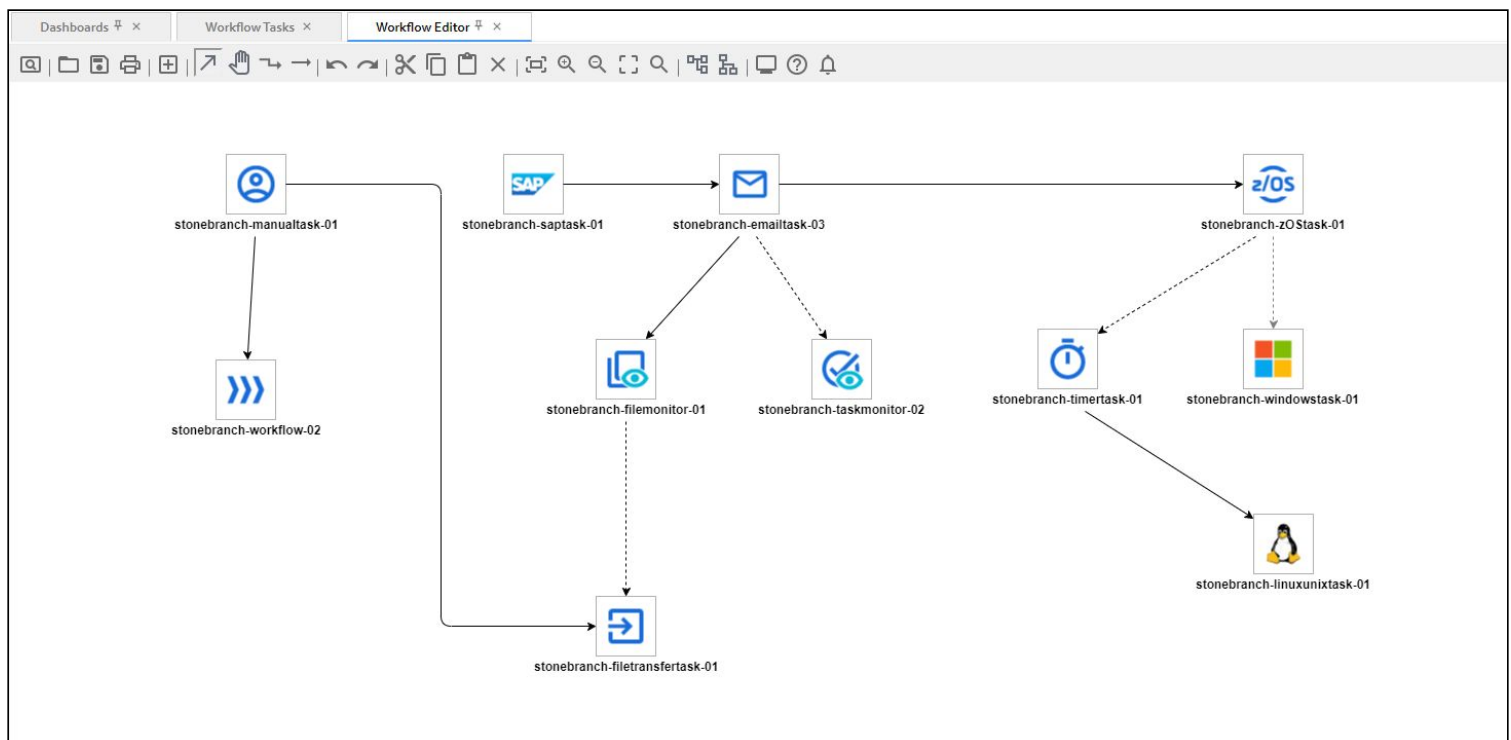 Dashboards
Workflow Tasks
Workflow Editor
SAP
z/OS
stonebranch-manualtask-01
stonebranch-saptask-01
stonebranch-emailtask-03
stonebranch-zOStask-01
stonebranch-filemonitor-01
stonebranch-taskmonitor-02
stonebranch-timertask-01
stonebranch-windowstask-01
stonebranch-workflow-02
stonebranch-linuxunixtask-01
stonebranch-filetransfertask-01